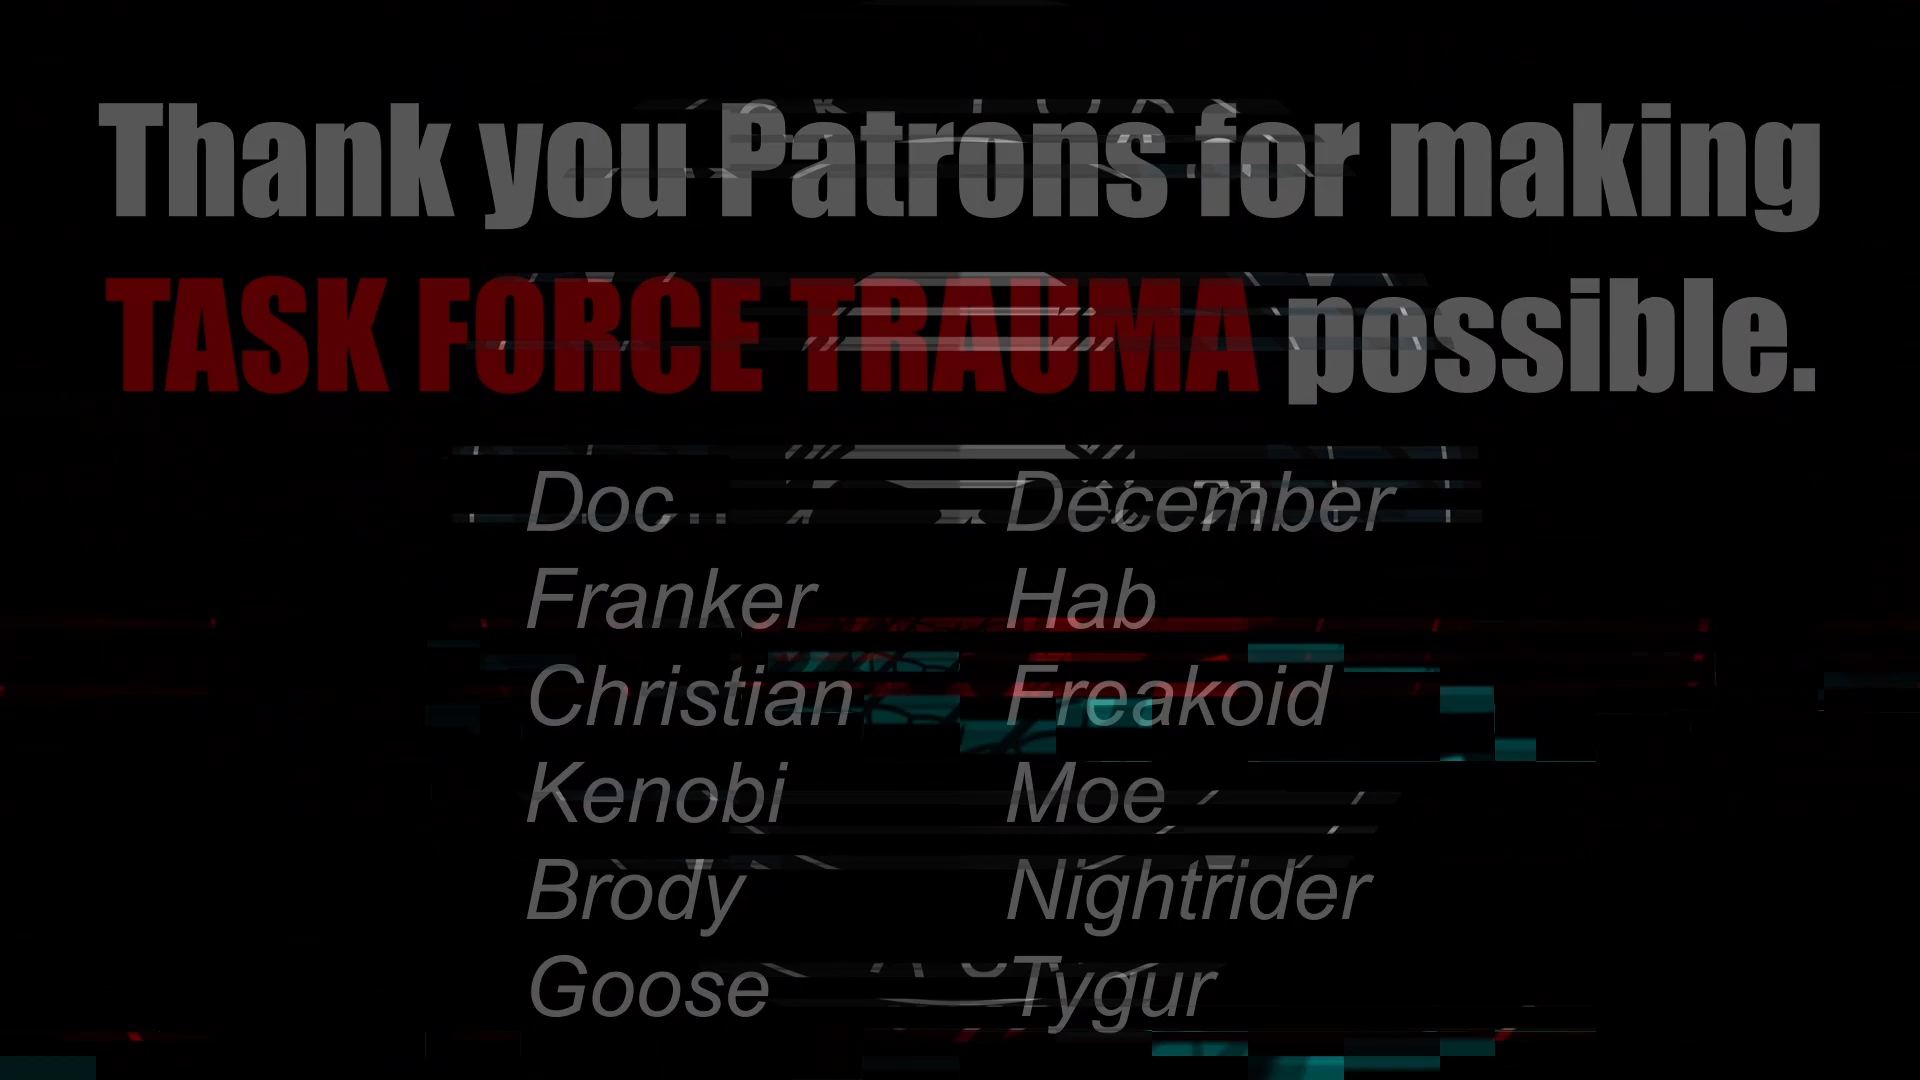 Thank you Patrons for making
TASK FORCE TRAUMA possible.
Doc
Franker
Christian
Kenobi
Brody
Goose
December
Hab
Freakoid
Moe
Nightrider
Tygur